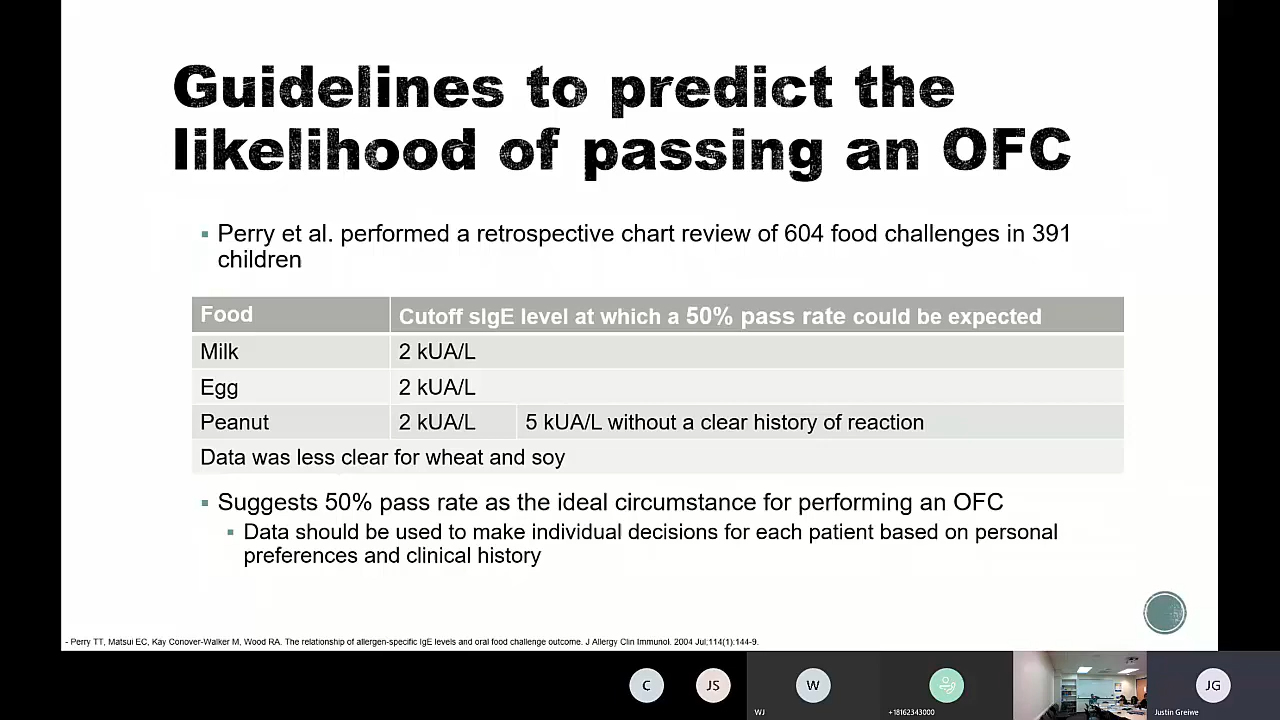 Guidelines to predict the
likelihood of passing an OFC
▪ Perry et al. performed a retrospective chart review of 604 food challenges in 391
children
Food Cutoff sIgE level at which a 50% pass rate could be expected
Milk 2 kUA/L
Egg 2 kUA/L
Peanut 2 kUA/L 5 kUA/L without a clear history of reaction
Data was less clear for wheat and soy
▪ Suggests 50% pass rate as the ideal circumstance for performing an OFC
▪ Data should be used to make individual decisions for each patient based on personal
preferences and clinical history
- Perry TT, Matsui EC, Kay Conover-Walker M, Wood RA. The relationship of allergen-specific IgE levels and oral food challenge outcome. J Allergy Clin Immunol. 2004 Jul;114(1):144-9.
C JS W JG
WJ +18162343000 Justin Greiwe